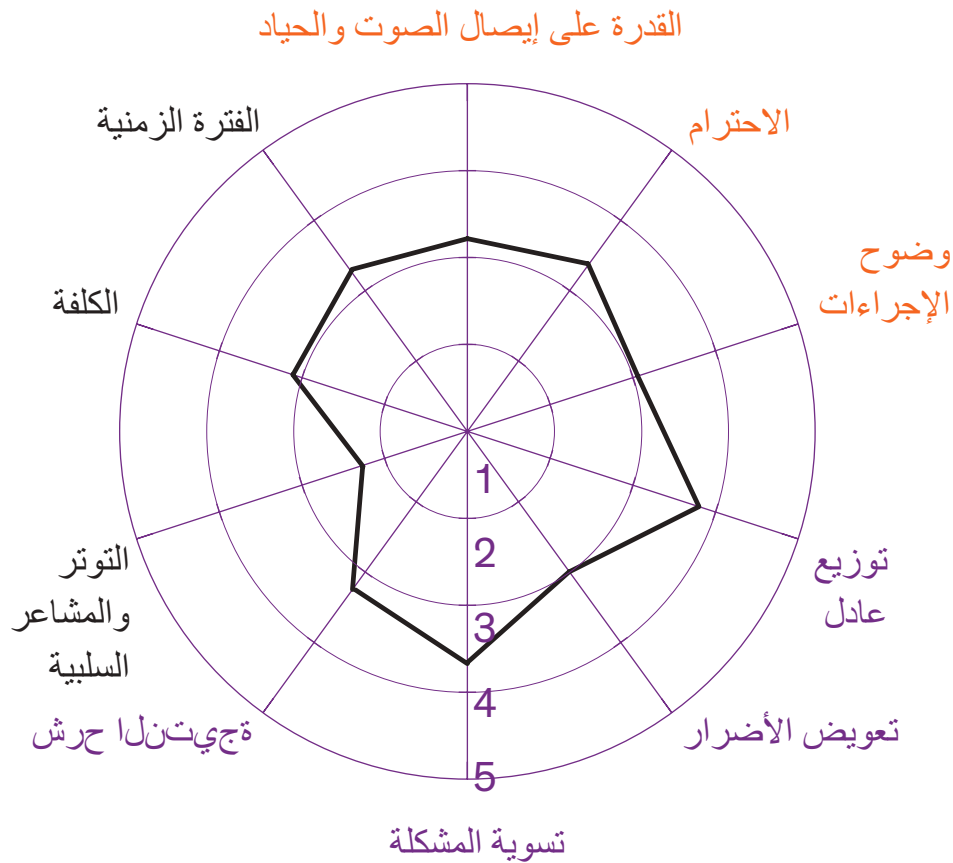 القدرة على إيصال الصوت والحياد
الاحترام
الفترة الزمنية
وضوح
الإجراءات
الكلفة
1
2
3
4
5
توزيع
عادل
التوتر
والمشاعر
السلبية
تعويض الأضرار
ةجيتنلا حرش
تسوية المشكلة